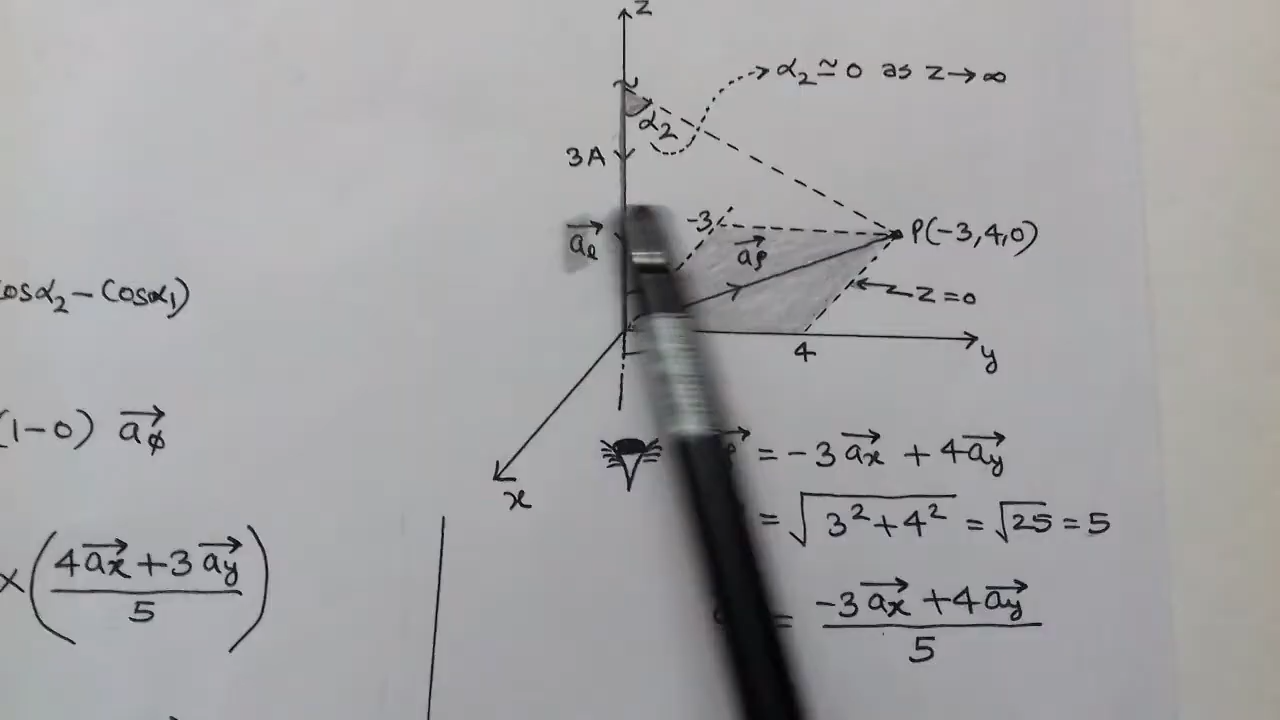 z
α₂ ≃ 0 as z→∞
α₂
3A
-3
P(-3,4,0)
a⃗ₗ
a⃗ρ
z=0
4
y
x
cosα₂ - cosα₁)
(1-0) a⃗ϕ
= -3a⃗x + 4a⃗y
= √(3² + 4²) = √25 = 5
×(4a⃗x + 3a⃗y / 5)
= -3a⃗x + 4a⃗y / 5